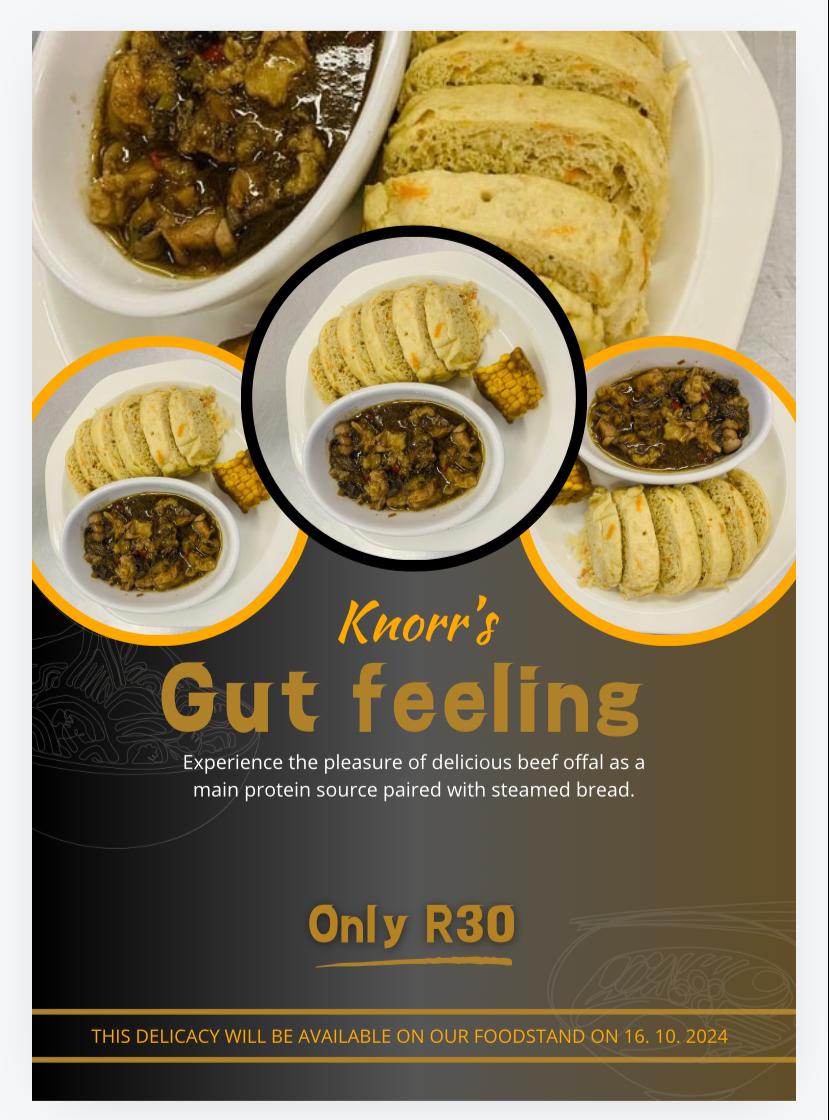 Knorr's
Gut feeling
Experience the pleasure of delicious beef offal as a
main protein source paired with steamed bread.
Only R30
THIS DELICACY WILL BE AVAILABLE ON OUR FOODSTAND ON 16. 10. 2024